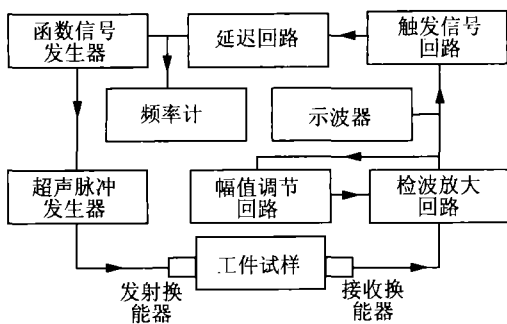 函数信号
发生器
延迟回路
触发信号
回路
频率计
示波器
超声脉冲
发生器
幅值调节
回路
检波放大
回路
工件试样
发射换
能器
接收换
能器